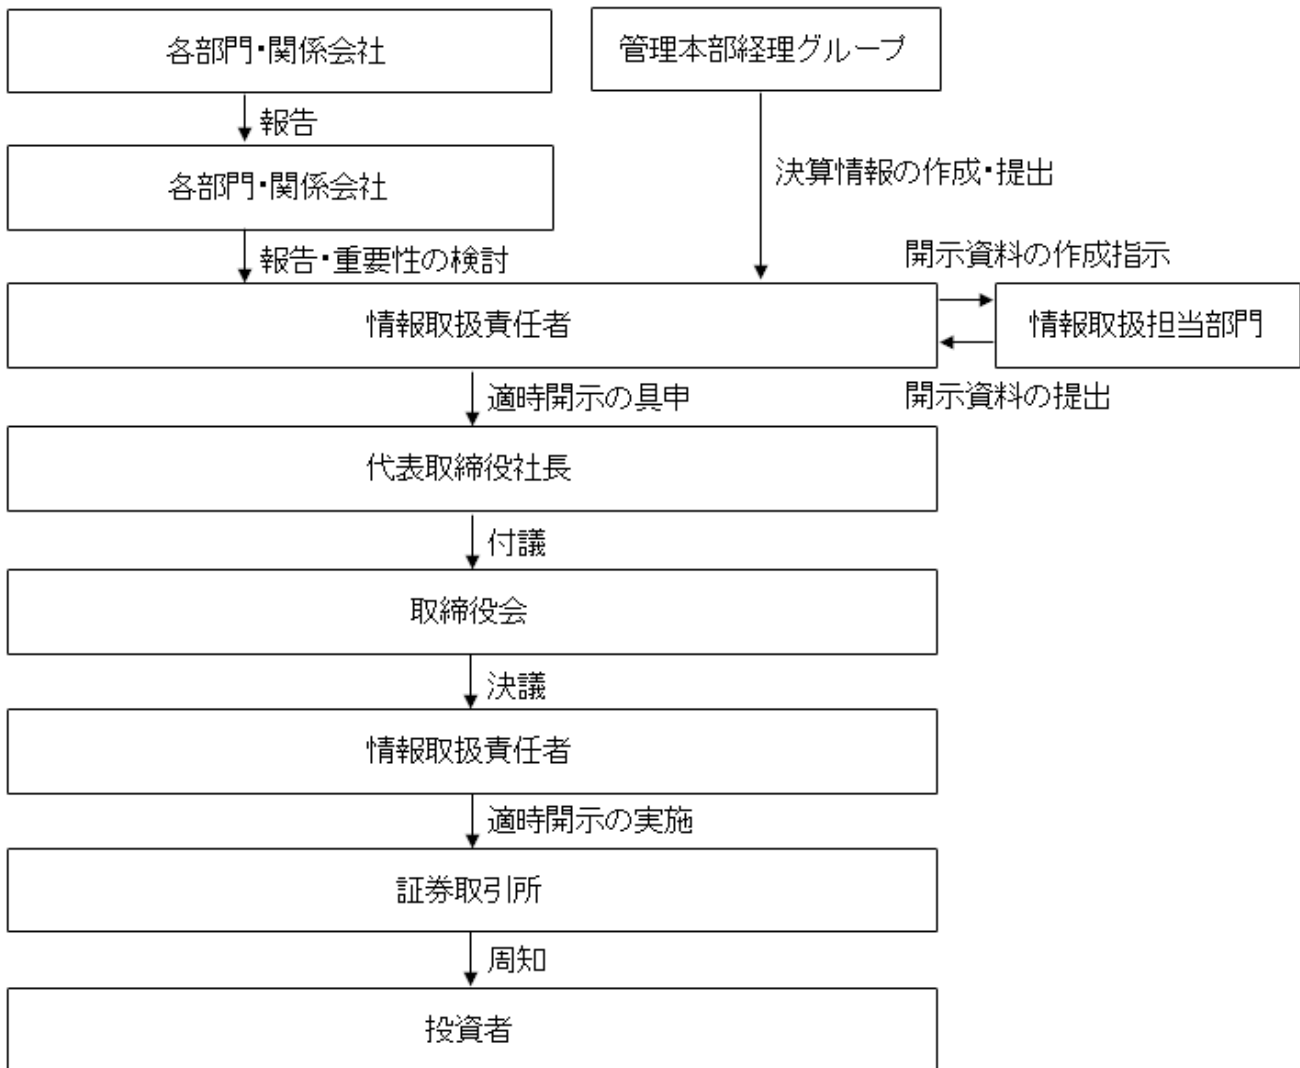 各部門・関係会社
管理本部経理グループ
報告
各部門・関係会社
決算情報の作成・提出
報告・重要性の検討
開示資料の作成指示
情報取扱責任者
情報取扱担当部門
適時開示の具申
開示資料の提出
代表取締役社長
付議
取締役会
決議
情報取扱責任者
適時開示の実施
証券取引所
周知
投資者